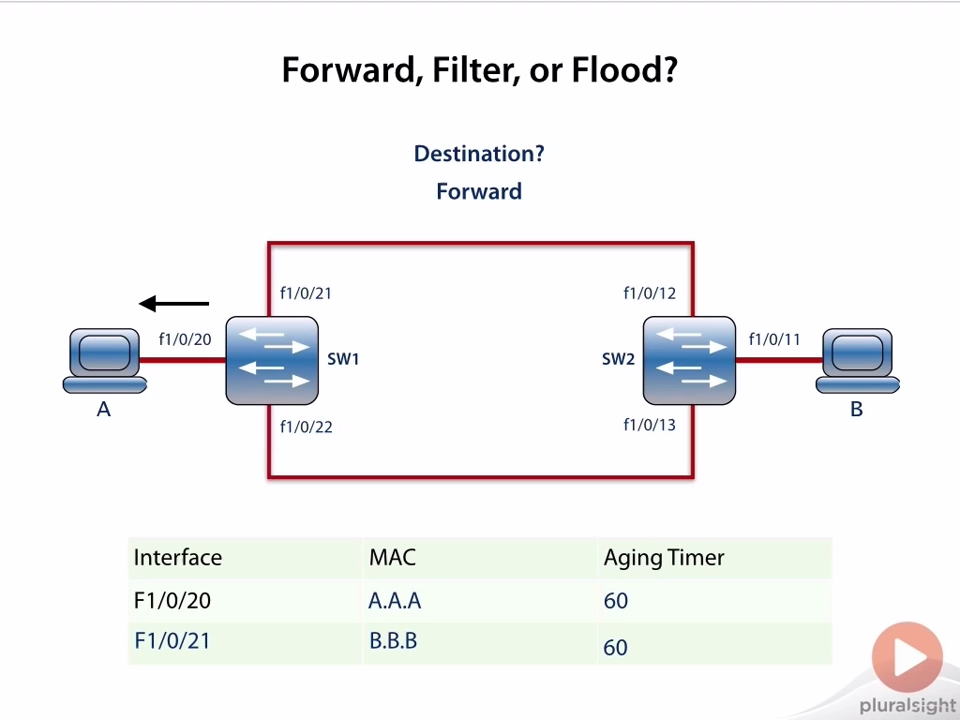 Forward, Filter, or Flood?
Destination?
Forward
f1/0/21
f1/0/12
f1/0/20
f1/0/11
SW1
SW2
A
B
f1/0/22
f1/0/13
Interface MAC Aging Timer
F1/0/20 A.A.A 60
F1/0/21 B.B.B 60
pluralsight